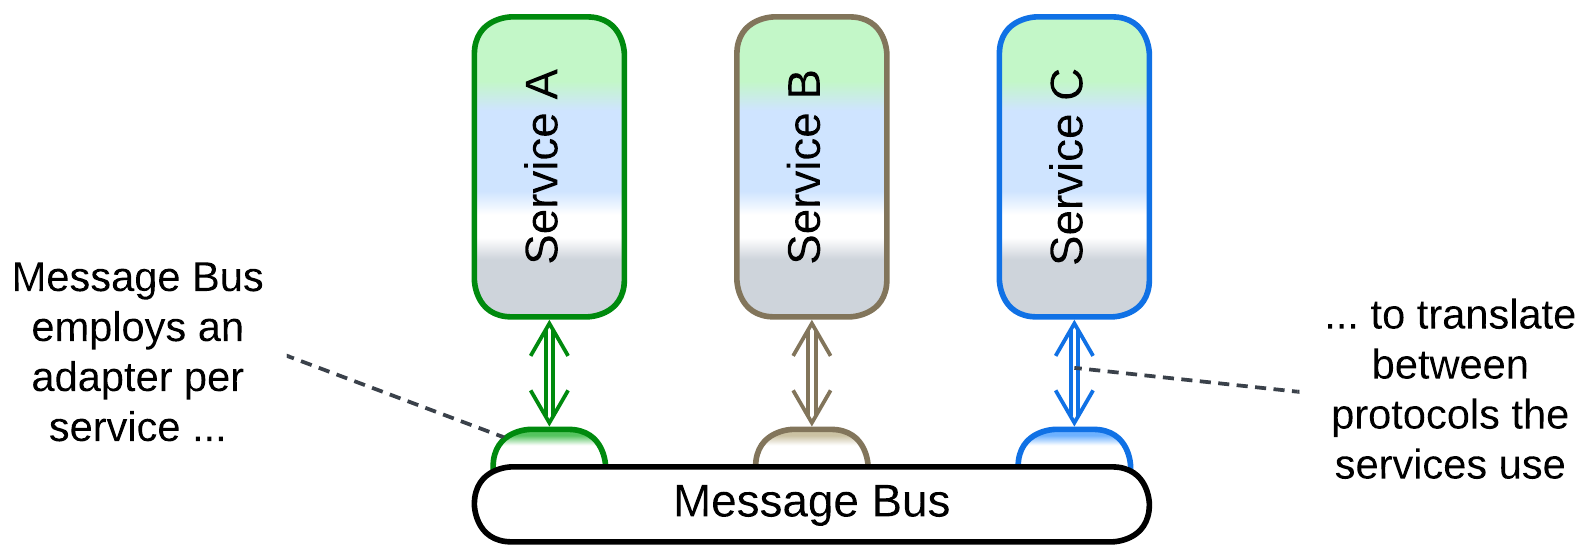 Service A
Service B
Service C
Message Bus
employs an
adapter per
service ...
... to translate
between
protocols the
services use
Message Bus